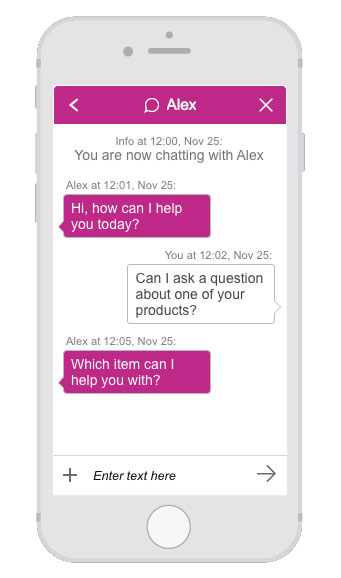 Alex
Info at 12:00, Nov 25:
You are now chatting with Alex
Alex at 12:01, Nov 25:
Hi, how can I help
you today?
You at 12:02, Nov 25:
Can I ask a question
about one of your
products?
Alex at 12:05, Nov 25:
Which item can I
help you with?
Enter text here